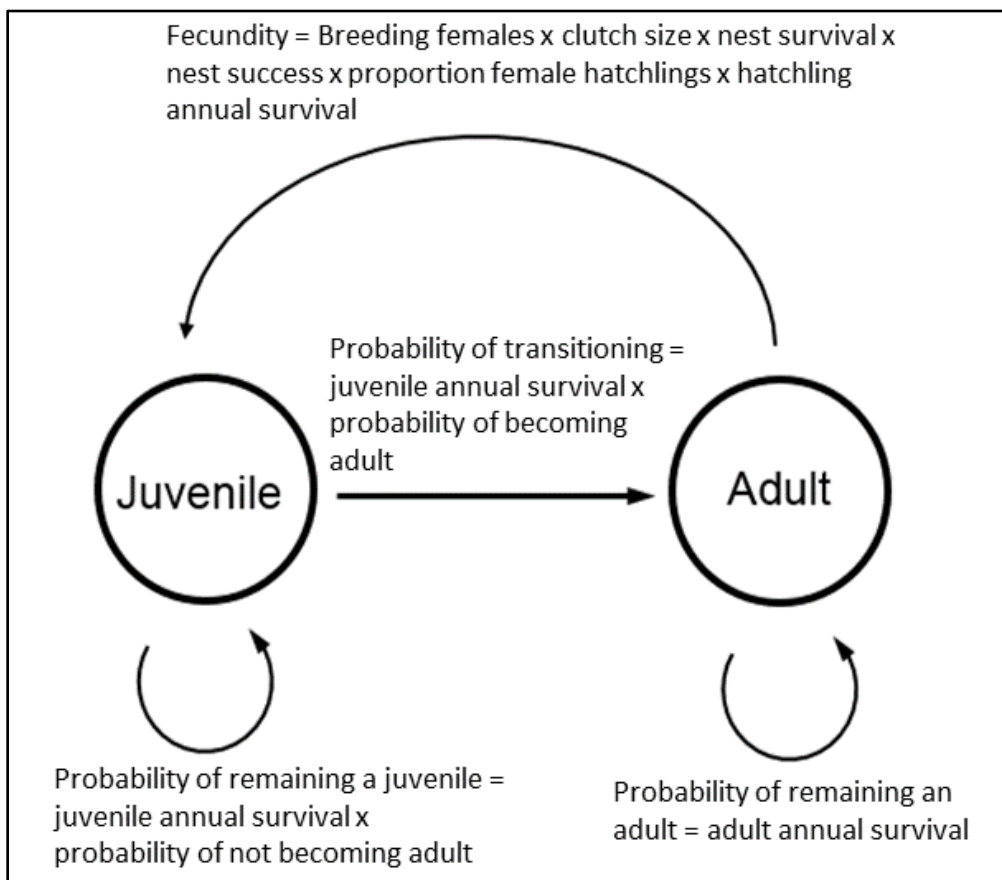 Fecundity = Breeding females x clutch size x nest survival x
nest success x proportion female hatchlings x hatchling
annual survival
Probability of transitioning =
juvenile annual survival x
probability of becoming
adult
Juvenile
Adult
Probability of remaining a juvenile =
juvenile annual survival x
probability of not becoming adult
Probability of remaining an
adult = adult annual survival